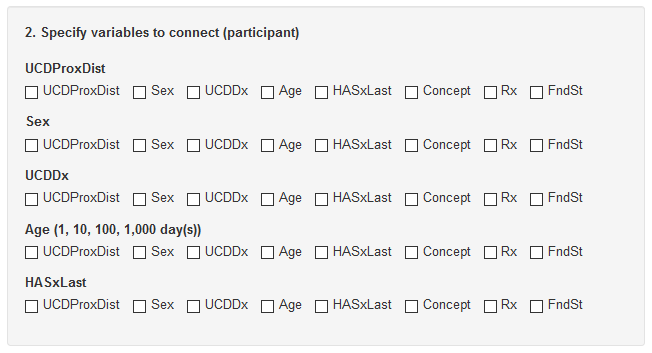 2. Specify variables to connect (participant)
UCDProxDist
UCDProxDist Sex UCDDx Age HASxLast Concept Rx FndSt
Sex
UCDProxDist Sex UCDDx Age HASxLast Concept Rx FndSt
UCDDx
UCDProxDist Sex UCDDx Age HASxLast Concept Rx FndSt
Age (1, 10, 100, 1,000 day(s))
UCDProxDist Sex UCDDx Age HASxLast Concept Rx FndSt
HASxLast
UCDProxDist Sex UCDDx Age HASxLast Concept Rx FndSt